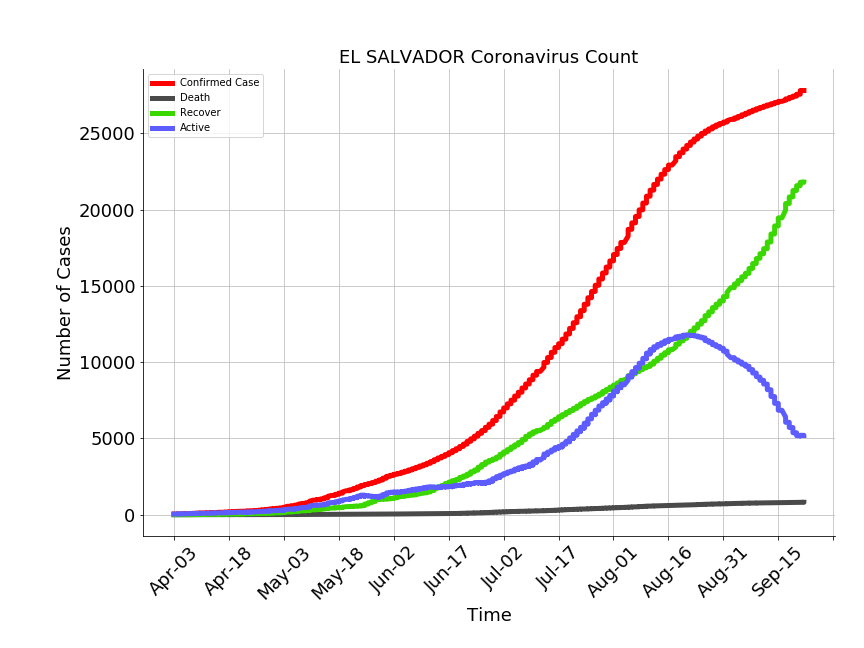 EL SALVADOR Coronavirus Count
Confirmed Case
Death
Recover
Active
Number of Cases
25000
20000
15000
10000
5000
0
Apr-03
Apr-18
May-03
May-18
Jun-02
Jun-17
Jul-02
Jul-17
Aug-01
Aug-16
Aug-31
Sep-15
Time